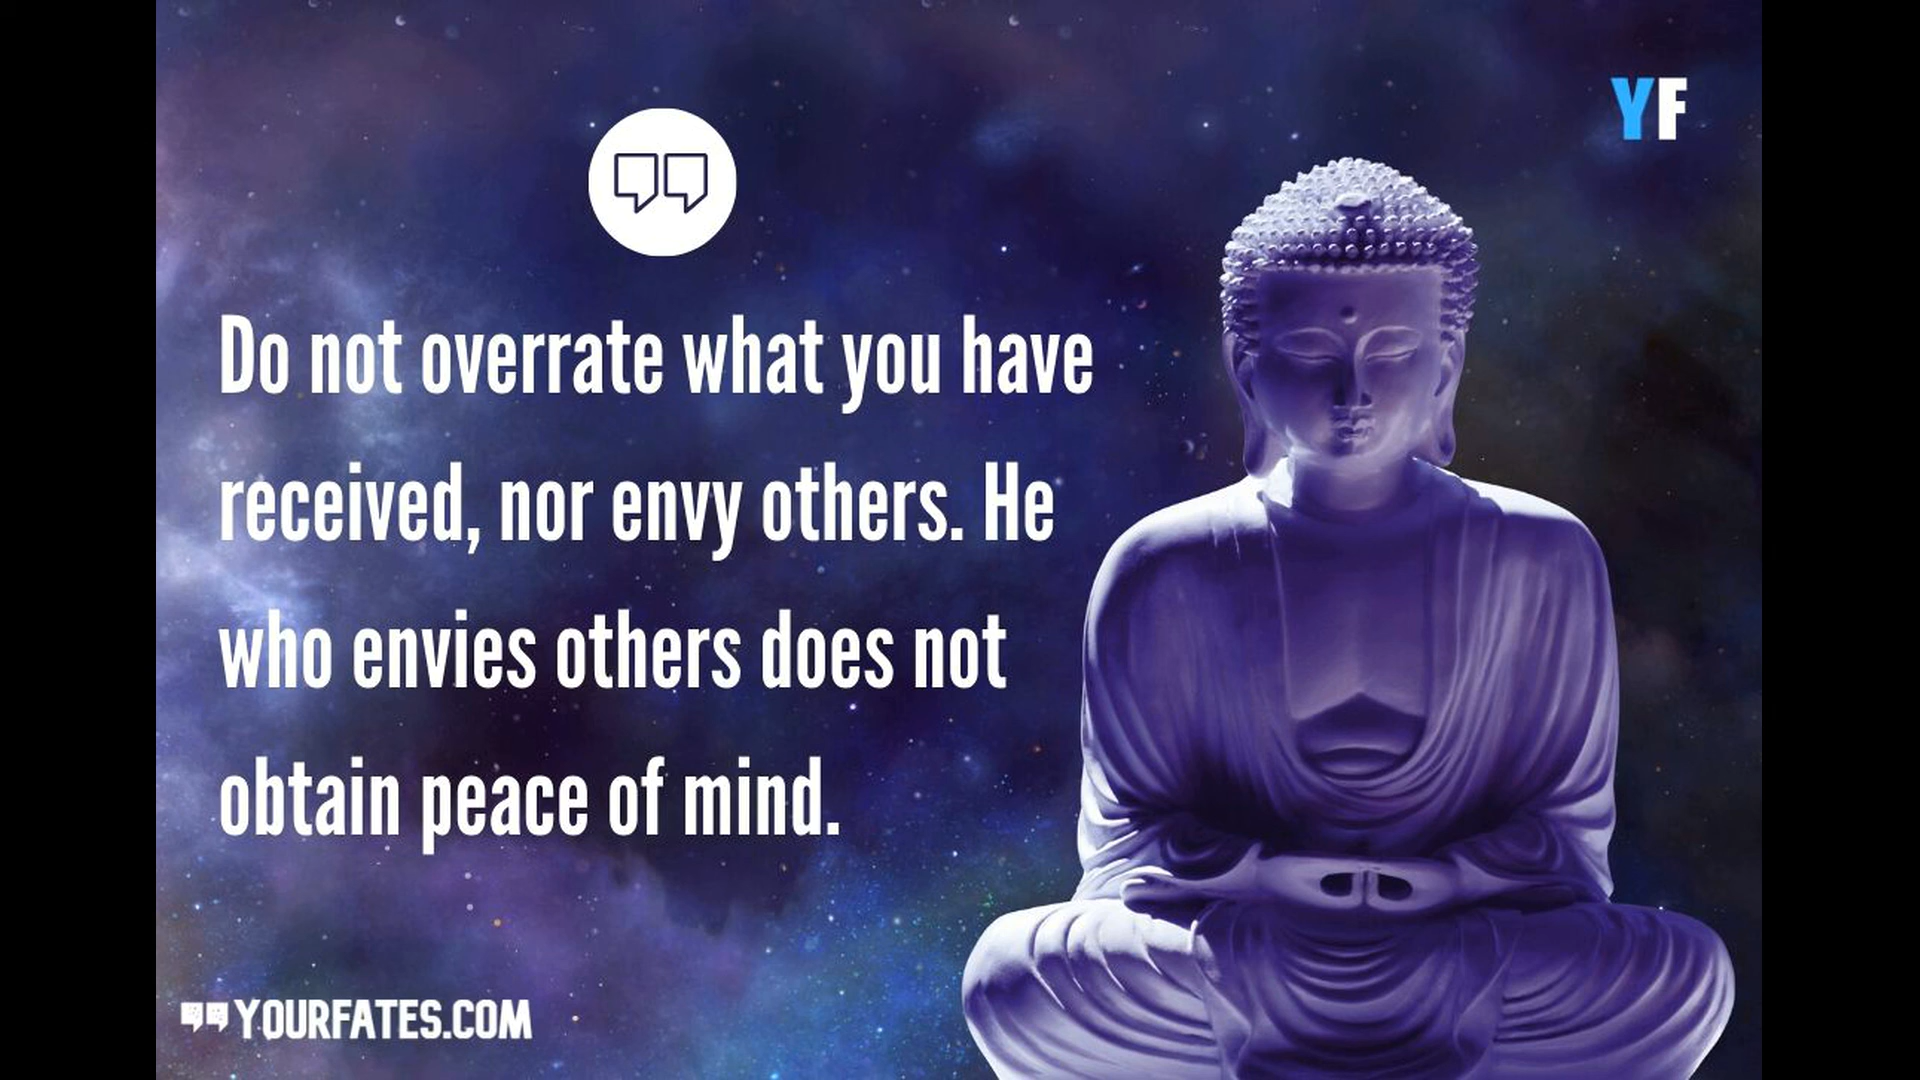 YF
Do not overrate what you have
received, nor envy others. He
who envies others does not
obtain peace of mind.
YOURFATES.COM